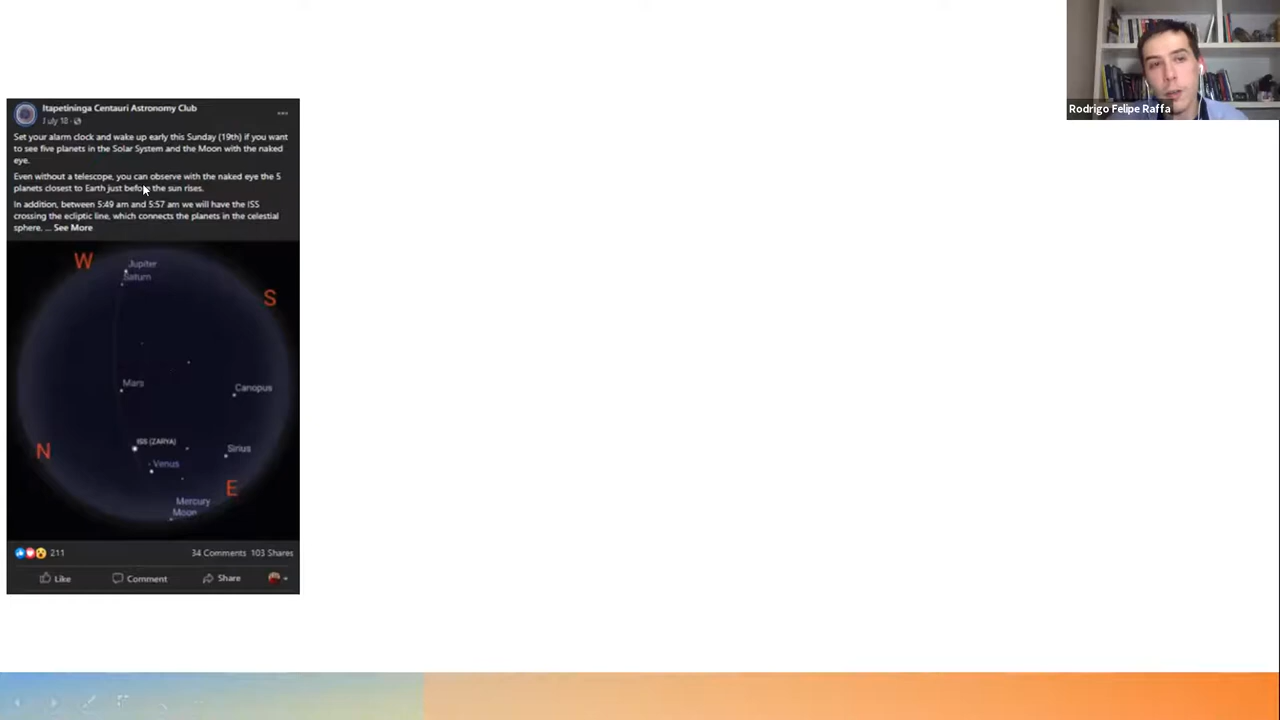 Rodrigo Felipe Raffa
Itapetininga Centauri Astronomy Club
July 18
Set your alarm clock and wake up early this Sunday (19th) if you want
to see five planets in the Solar System and the Moon with the naked
eye.
Even without a telescope, you can observe with the naked eye the 5
planets closest to Earth just before the sun rises.
In addition, between 5:49 am and 5:57 am we will have the ISS
crossing the ecliptic line, which connects the planets in the celestial
sphere. ... See More
W
Jupiter
Saturn
S
Mars
Canopus
ISS (ZARYA)
N
Sirius
Venus
E
Mercury
Moon
211
34 Comments 103 Shares
Like
Comment
Share